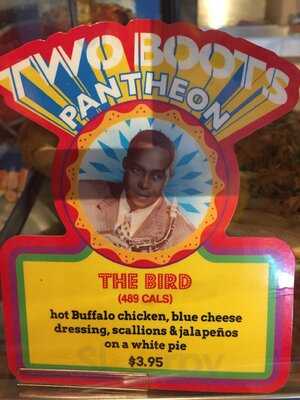 TWO BOOTS
PANTHEON
THE BIRD
(489 CALS)
hot Buffalo chicken, blue cheese
dressing, scallions & jalapeños
on a white pie
$3.95